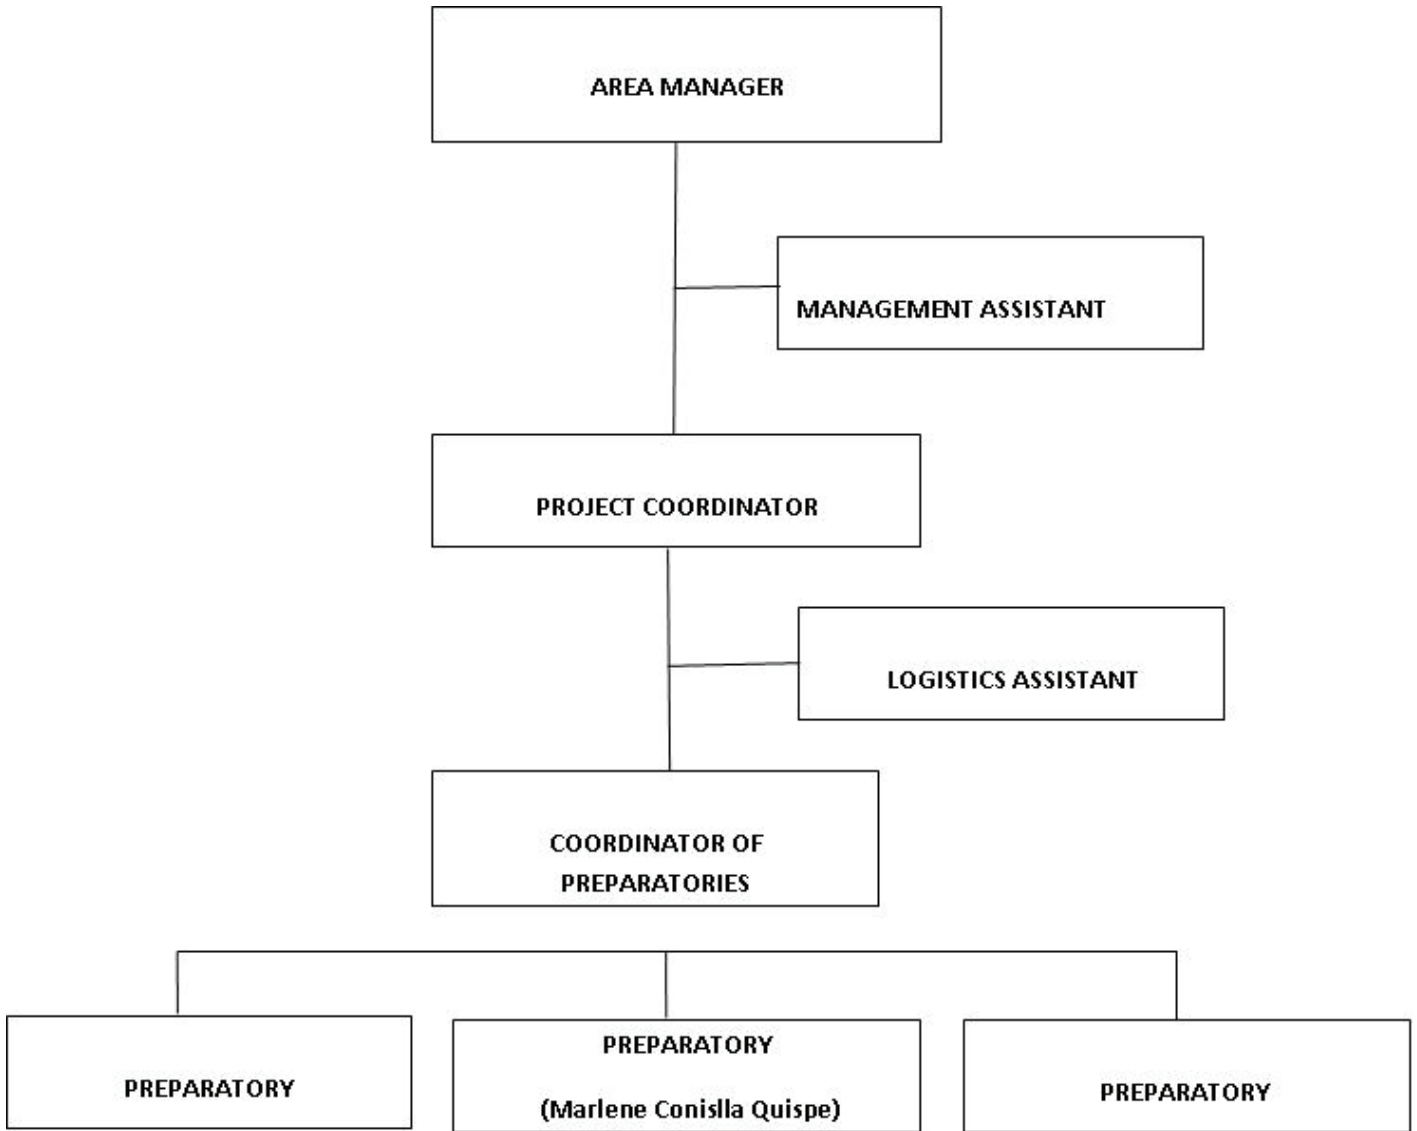 AREA MANAGER
MANAGEMENT ASSISTANT
PROJECT COORDINATOR
LOGISTICS ASSISTANT
COORDINATOR OF
PREPARATORIES
PREPARATORY
PREPARATORY
(Marlene Conislla Quispe)
PREPARATORY